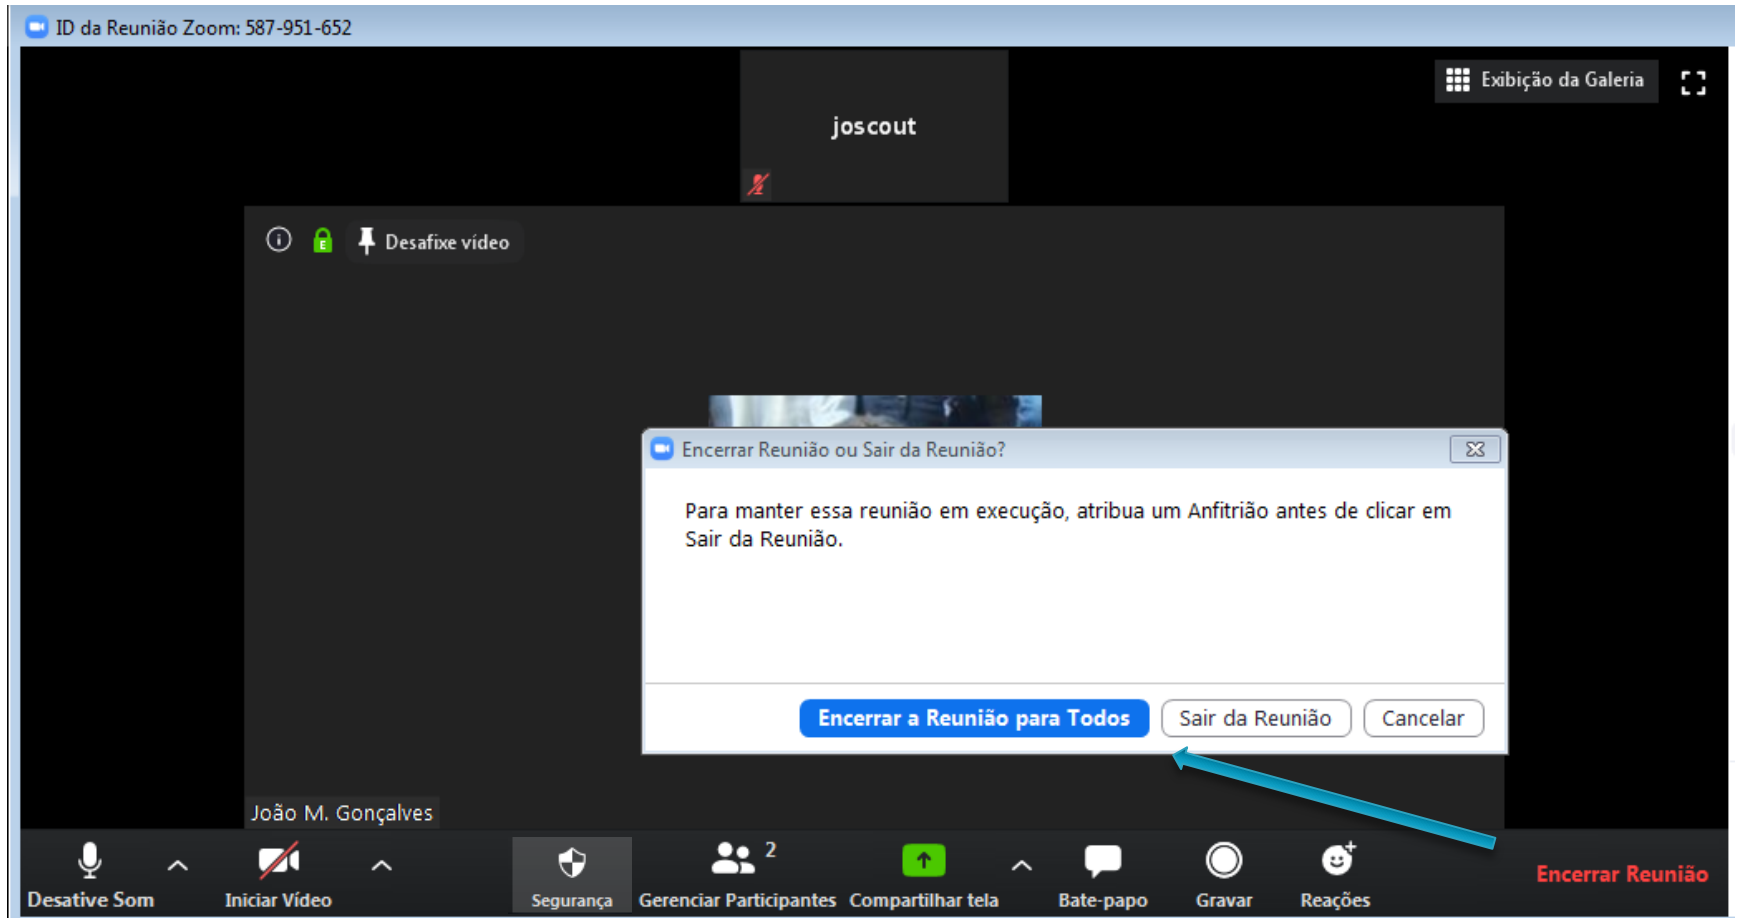 ID da Reunião Zoom: 587-951-652
Exibição da Galeria
joscout
E
Desafixe vídeo
Encerrar Reunião ou Sair da Reunião?
Para manter essa reunião em execução, atribua um Anfitrião antes de clicar em
Sair da Reunião.
Encerrar a Reunião para Todos
Sair da Reunião
Cancelar
João M. Gonçalves
2
Desative Som
Iniciar Vídeo
Segurança
Gerenciar Participantes
Compartilhar tela
Bate-papo
Gravar
Reações
Encerrar Reunião